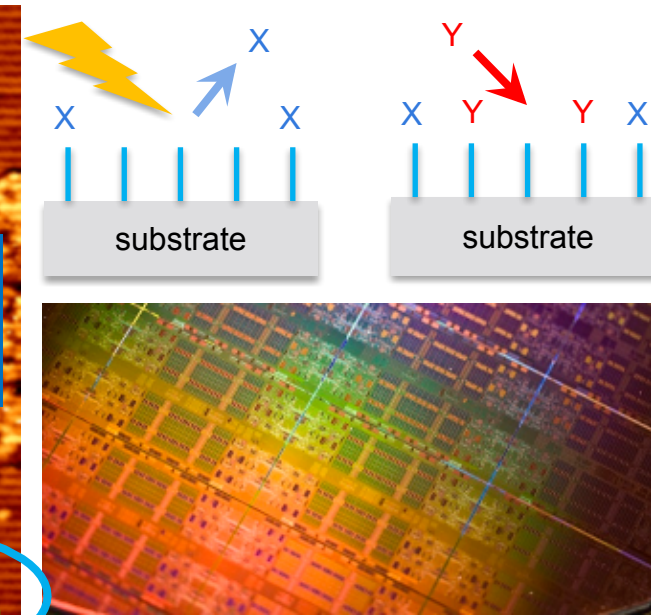 X
X X
substrate
Y
X Y Y X
substrate